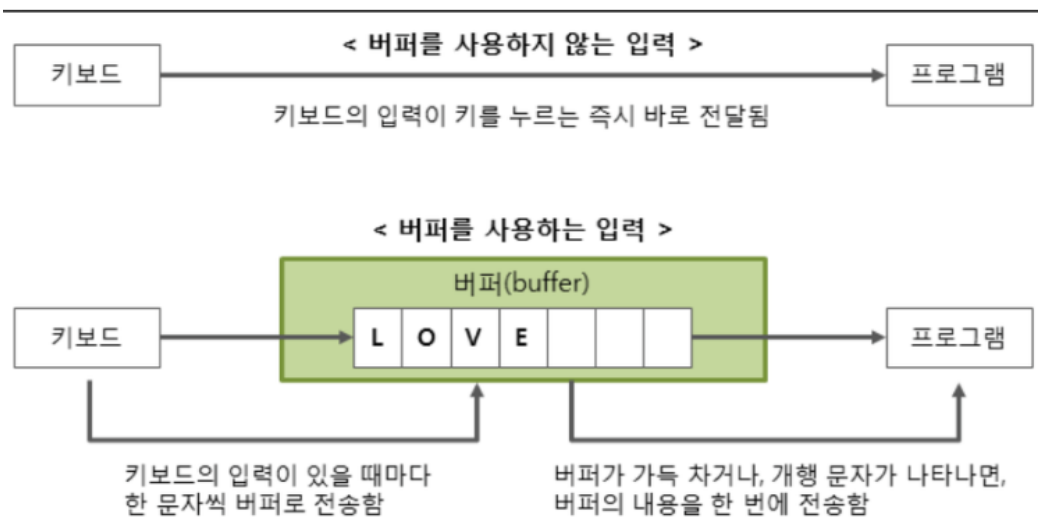 < 버퍼를 사용하지 않는 입력 >
키보드
프로그램
키보드의 입력이 키를 누르는 즉시 바로 전달됨
< 버퍼를 사용하는 입력 >
버퍼(buffer)
키보드
L O V E
프로그램
키보드의 입력이 있을 때마다
한 문자씩 버퍼로 전송함
버퍼가 가득 차거나, 개행 문자가 나타나면,
버퍼의 내용을 한 번에 전송함